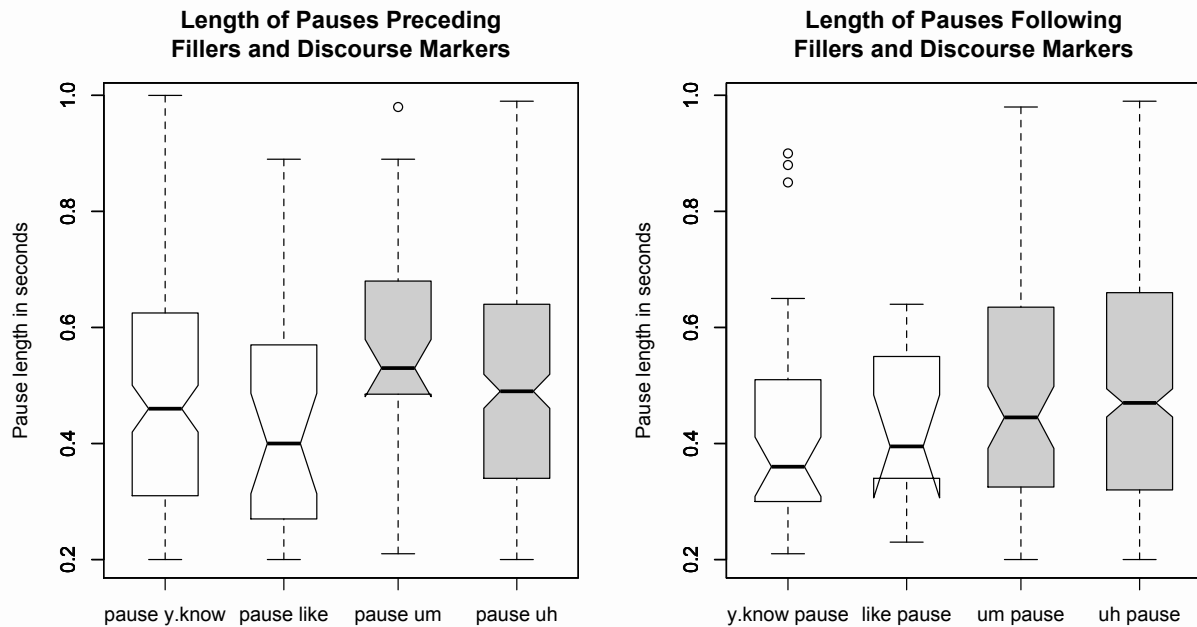 Length of Pauses Preceding
Fillers and Discourse Markers
Pause length in seconds
1.0
0.8
0.6
0.4
0.2
pause y.know
pause like
pause um
pause uh
Length of Pauses Following
Fillers and Discourse Markers
Pause length in seconds
1.0
0.8
0.6
0.4
0.2
y.know pause
like pause
um pause
uh pause